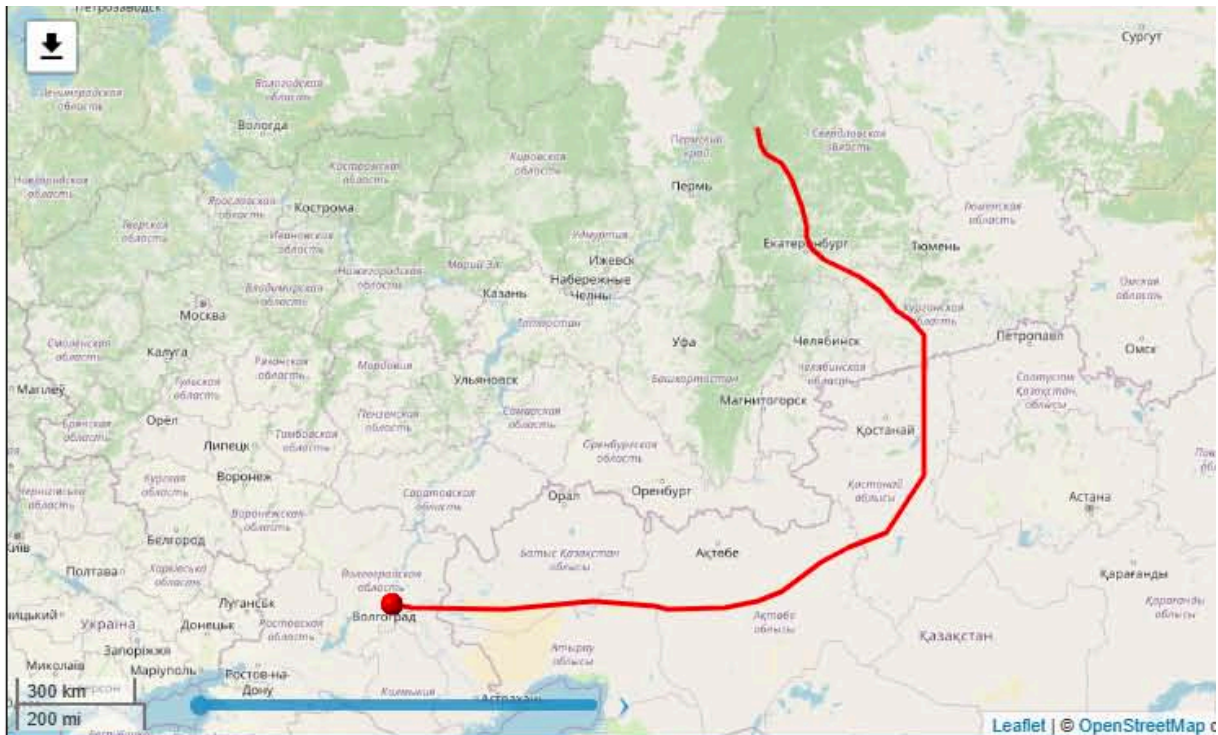 Петрозаводск
Сургут
Ленинградская
область
Вологодская
область
Вологда
Костромская
область
Кировская
область
Пермский
край
Свердловская
область
Новгородская
область
Ярославская
область
Кострома
Пермь
Тверская
область
Ивановская
область
Тюменская
область
Удмуртия
Екатеринбург
Тюмень
Нижегородская
область
Марий Эл
Ижевск
Набережные
Челны
Казань
Владимирская
область
Омская
область
Москва
Татарстан
Курганская
область
Смоленская
область
Калуга
Рязанская
область
Мордовия
Уфа
Челябинск
Петропавл
Омск
Челябинская
область
Тульская
область
Ульяновск
Башкортостан
Солтүстік
Қазақстан
облысы
Магілеў
Брянская
область
Орёл
Пензенская
область
Самарская
область
Магнитогорск
Липецк
Тамбовская
область
Қостанай
Оренбургская
область
Курская
область
Воронеж
Чернігівська
область
Саратовская
область
Орал
Оренбург
Қостанай
облысы
Астана
Воронежская
область
Київ
Белгород
Батыс Қазақстан
облысы
Ақтөбе
Полтава
Харківська
область
Волгоградская
область
Қарағанды
Луганськ
Ростовская
область
Волгоград
Україна
Донецьк
Ақтөбе
облысы
Қарағанды
облысы
Қазақстан
Запоріжжя
Миколаїв
Маріуполь
Ростов-на-
Дону
Атырау
облысы
Калмыкия
Астрахань
300 km
200 mi
Leaflet | © OpenStreetMap c